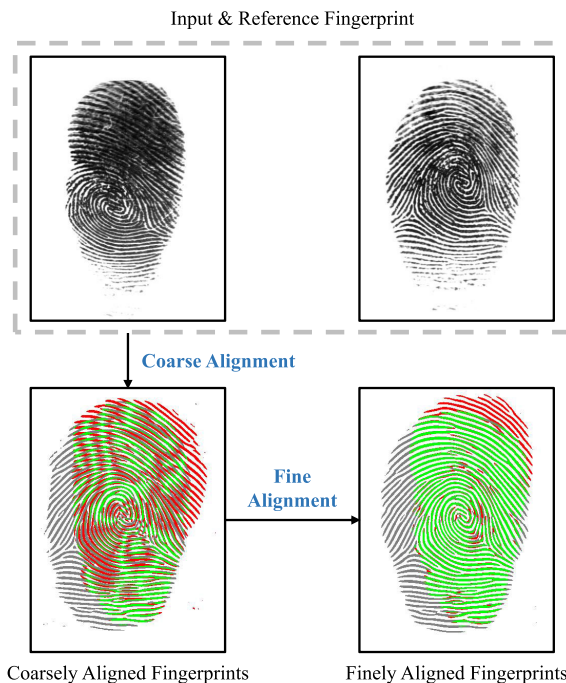 Input & Reference Fingerprint
Coarse Alignment
Fine
Alignment
Coarsely Aligned Fingerprints
Finely Aligned Fingerprints